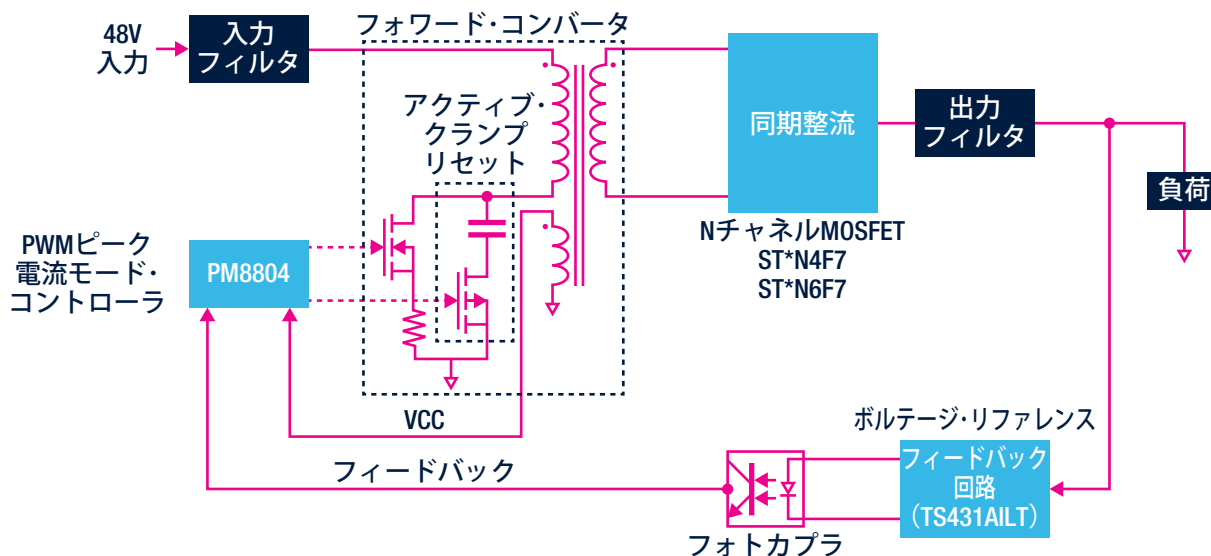 フォワード・コンバータ
48V
入力
入力
フィルタ
アクティブ・
クランプ
リセット
同期整流
出力
フィルタ
負荷
NチャネルMOSFET
ST*N4F7
ST*N6F7
PWMピーク
電流モード・
コントローラ
PM8804
VCC
フィードバック
ボルテージ・リファレンス
フィードバック
回路
(TS431AILT)
フォトカプラ